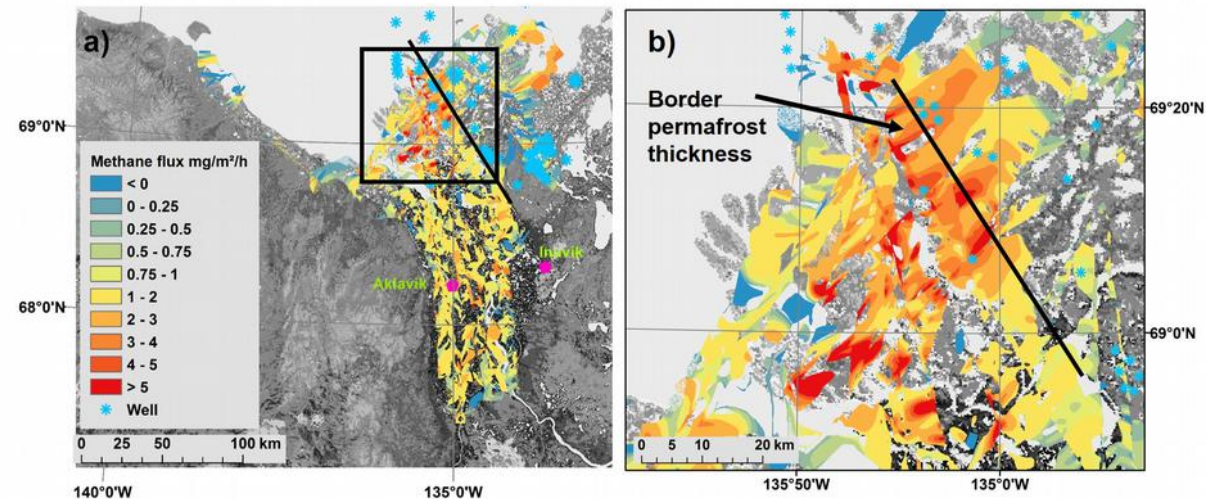 a)
69°0'N
68°0'N
Methane flux mg/m²/h
< 0
0 - 0.25
0.25 - 0.5
0.5 - 0.75
0.75 - 1
1 - 2
2 - 3
3 - 4
4 - 5
> 5
Well
0 25 50 100 km
Aklavik
Inuvik
140°0'W
135°0'W
b)
Border
permafrost
thickness
69°20'N
69°0'N
0 5 10 20 km
135°50'W
135°0'W